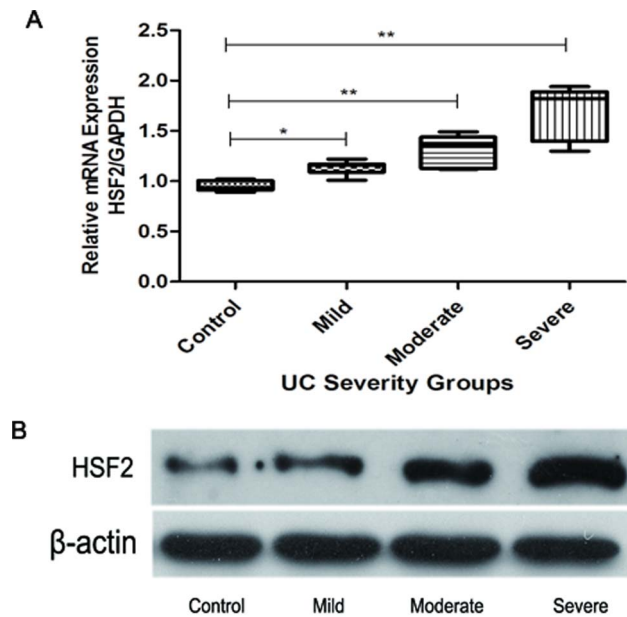 A
Relative mRNA Expression
HSF2/GAPDH
2.5
2.0
1.5
1.0
0.5
0.0
**
**
*
Control
Mild
Moderate
Severe
UC Severity Groups
B
HSF2
β-actin
Control
Mild
Moderate
Severe